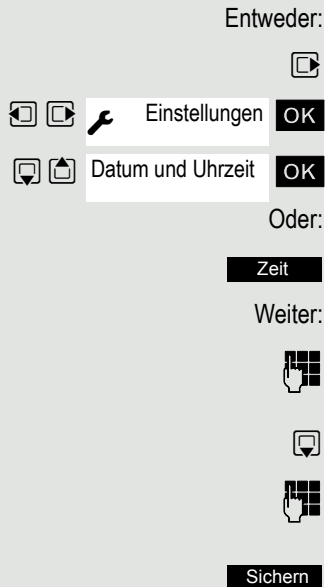 Entweder:
Einstellungen OK
Datum und Uhrzeit OK
Oder:
Zeit
Weiter:
Sichern